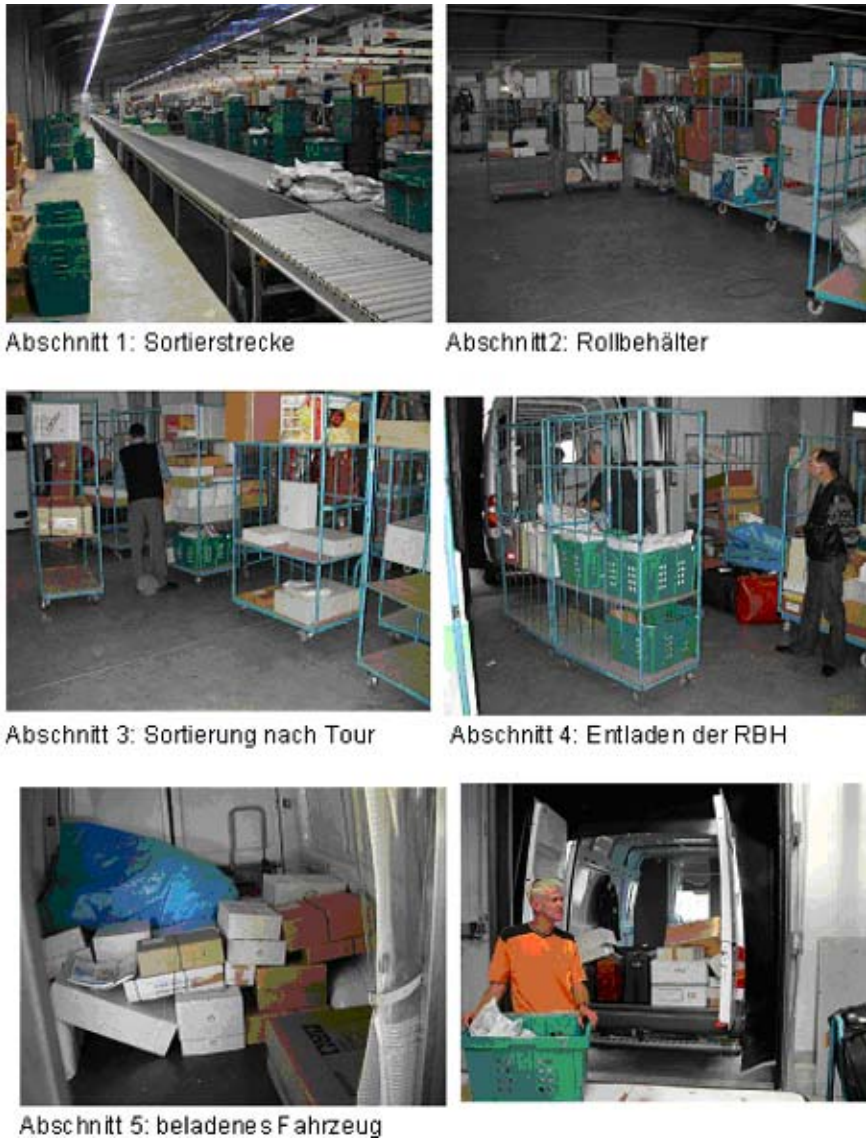 Abschnitt 1: Sortierstrecke
Abschnitt2: Rollbehälter
Abschnitt 3: Sortierung nach Tour
Abschnitt 4: Entladen der RBH
Abschnitt 5: beladenes Fahrzeug